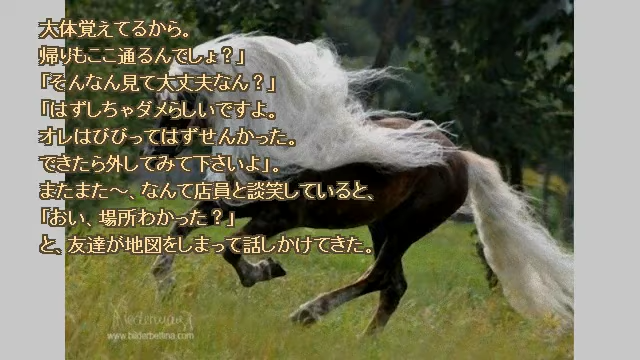 大体覚えてるから。
帰りもここ通るんでしょ？」
「そんなん見て大丈夫なん？」
「はずしちゃダメらしいですよ。
オレはびびってはずせんかった。
できたら外してみて下さいよ」。
またまた～、なんて店員と談笑していると、
「おい、場所わかった？」
と、友達が地図をしまって話しかけてきた。
www.bilderbettina.com